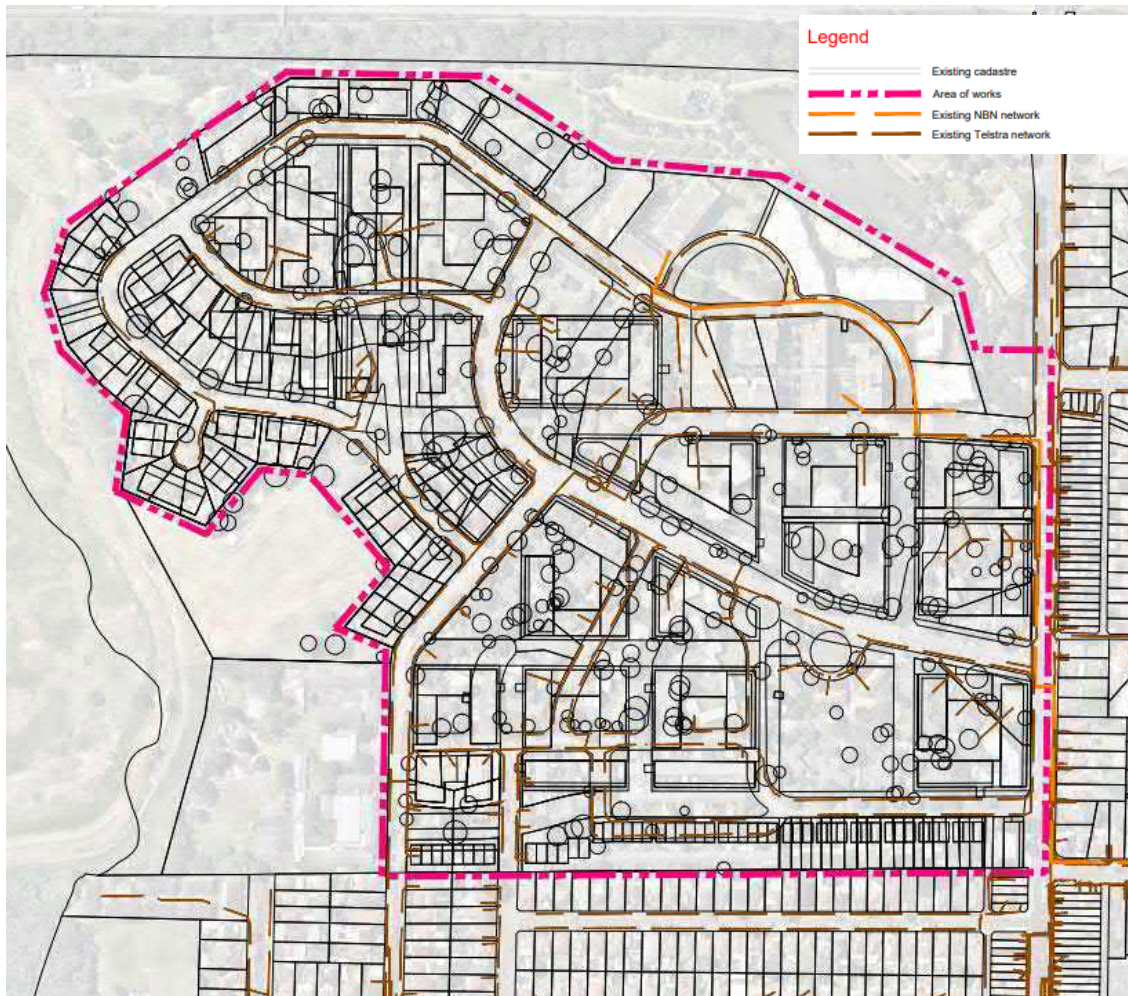 Legend
Existing cadastre
Area of works
Existing NBN network
Existing Telstra network